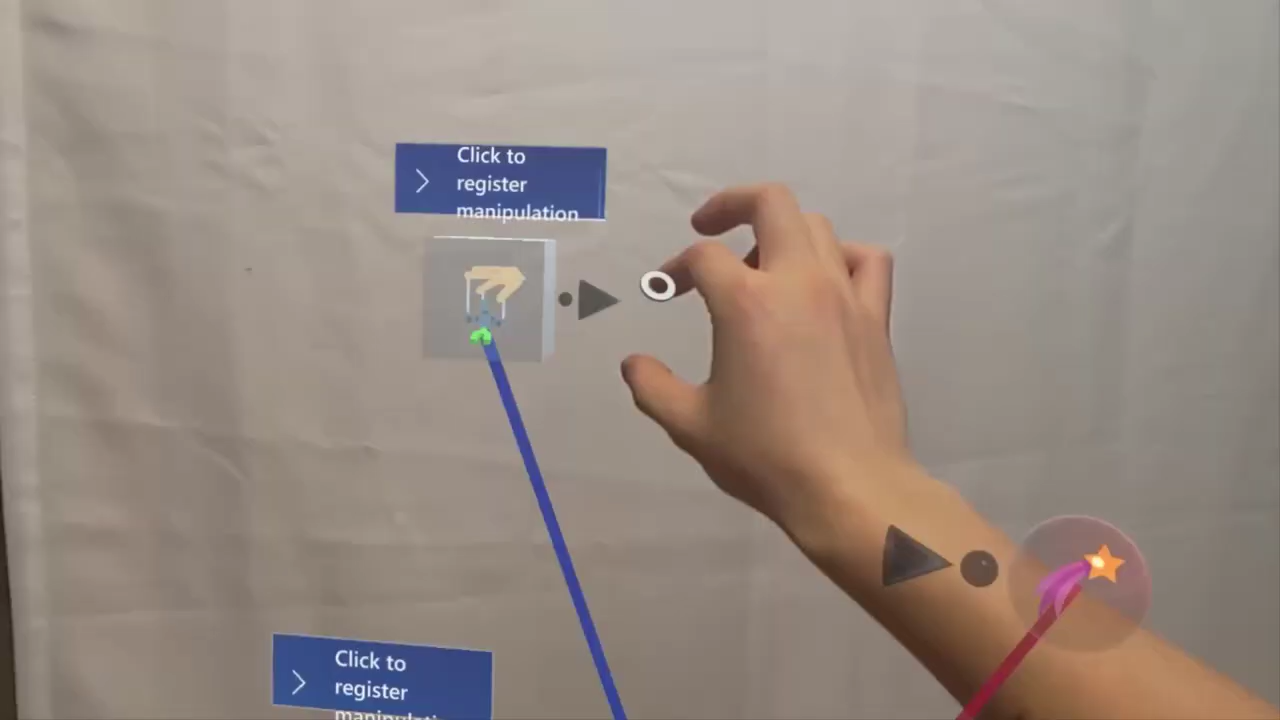 Click to
register
manipulation
Click to
register